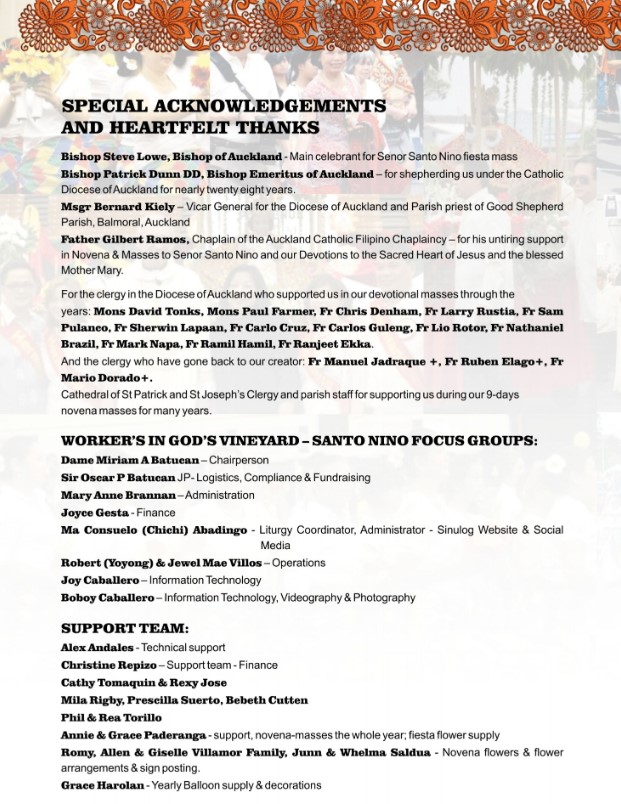 SPECIAL ACKNOWLEDGEMENTS
AND HEARTFELT THANKS
Bishop Steve Lowe, Bishop of Auckland - Main celebrant for Senor Santo Nino fiesta mass
Bishop Patrick Dunn DD, Bishop Emeritus of Auckland – for shepherding us under the Catholic
Diocese of Auckland for nearly twenty eight years.
Msgr Bernard Kiely – Vicar General for the Diocese of Auckland and Parish priest of Good Shepherd
Parish, Balmoral, Auckland
Father Gilbert Ramos, Chaplain of the Auckland Catholic Filipino Chaplaincy – for his untiring support
in Novena & Masses to Senor Santo Nino and our Devotions to the Sacred Heart of Jesus and the blessed
Mother Mary.
For the clergy in the Diocese of Auckland who supported us in our devotional masses through the
years: Mons David Tonks, Mons Paul Farmer, Fr Chris Denham, Fr Larry Rustia, Fr Sam
Pulanco, Fr Sherwin Lapaan, Fr Carlo Cruz, Fr Carlos Guleng, Fr Lio Rotor, Fr Nathaniel
Brazil, Fr Mark Napa, Fr Ramil Hamil, Fr Ranjeet Ekka.
And the clergy who have gone back to our creator: Fr Manuel Jadraque +, Fr Ruben Elago+, Fr
Mario Dorado+.
Cathedral of St Patrick and St Joseph's Clergy and parish staff for supporting us during our 9-days
novena masses for many years.
WORKER'S IN GOD'S VINEYARD – SANTO NINO FOCUS GROUPS:
Dame Miriam A Batucan – Chairperson
Sir Oscar P Batucan JP- Logistics, Compliance & Fundraising
Mary Anne Brannan – Administration
Joyce Gesta - Finance
Ma Consuelo (Chichi) Abadingo - Liturgy Coordinator, Administrator - Sinulog Website & Social
Media
Robert (Yoyong) & Jewel Mae Villos – Operations
Joy Caballero – Information Technology
Boboy Caballero – Information Technology, Videography & Photography
SUPPORT TEAM:
Alex Andales - Technical support
Christine Repizo – Support team - Finance
Cathy Tomaquin & Rexy Jose
Mila Rigby, Prescilla Suerto, Bebeth Cutten
Phil & Rea Torillo
Annie & Grace Paderanga - support, novena-masses the whole year; fiesta flower supply
Romy, Allen & Giselle Villamor Family, Junn & Whelma Saldua - Novena flowers & flower
arrangements & sign posting.
Grace Harolan - Yearly Balloon supply & decorations